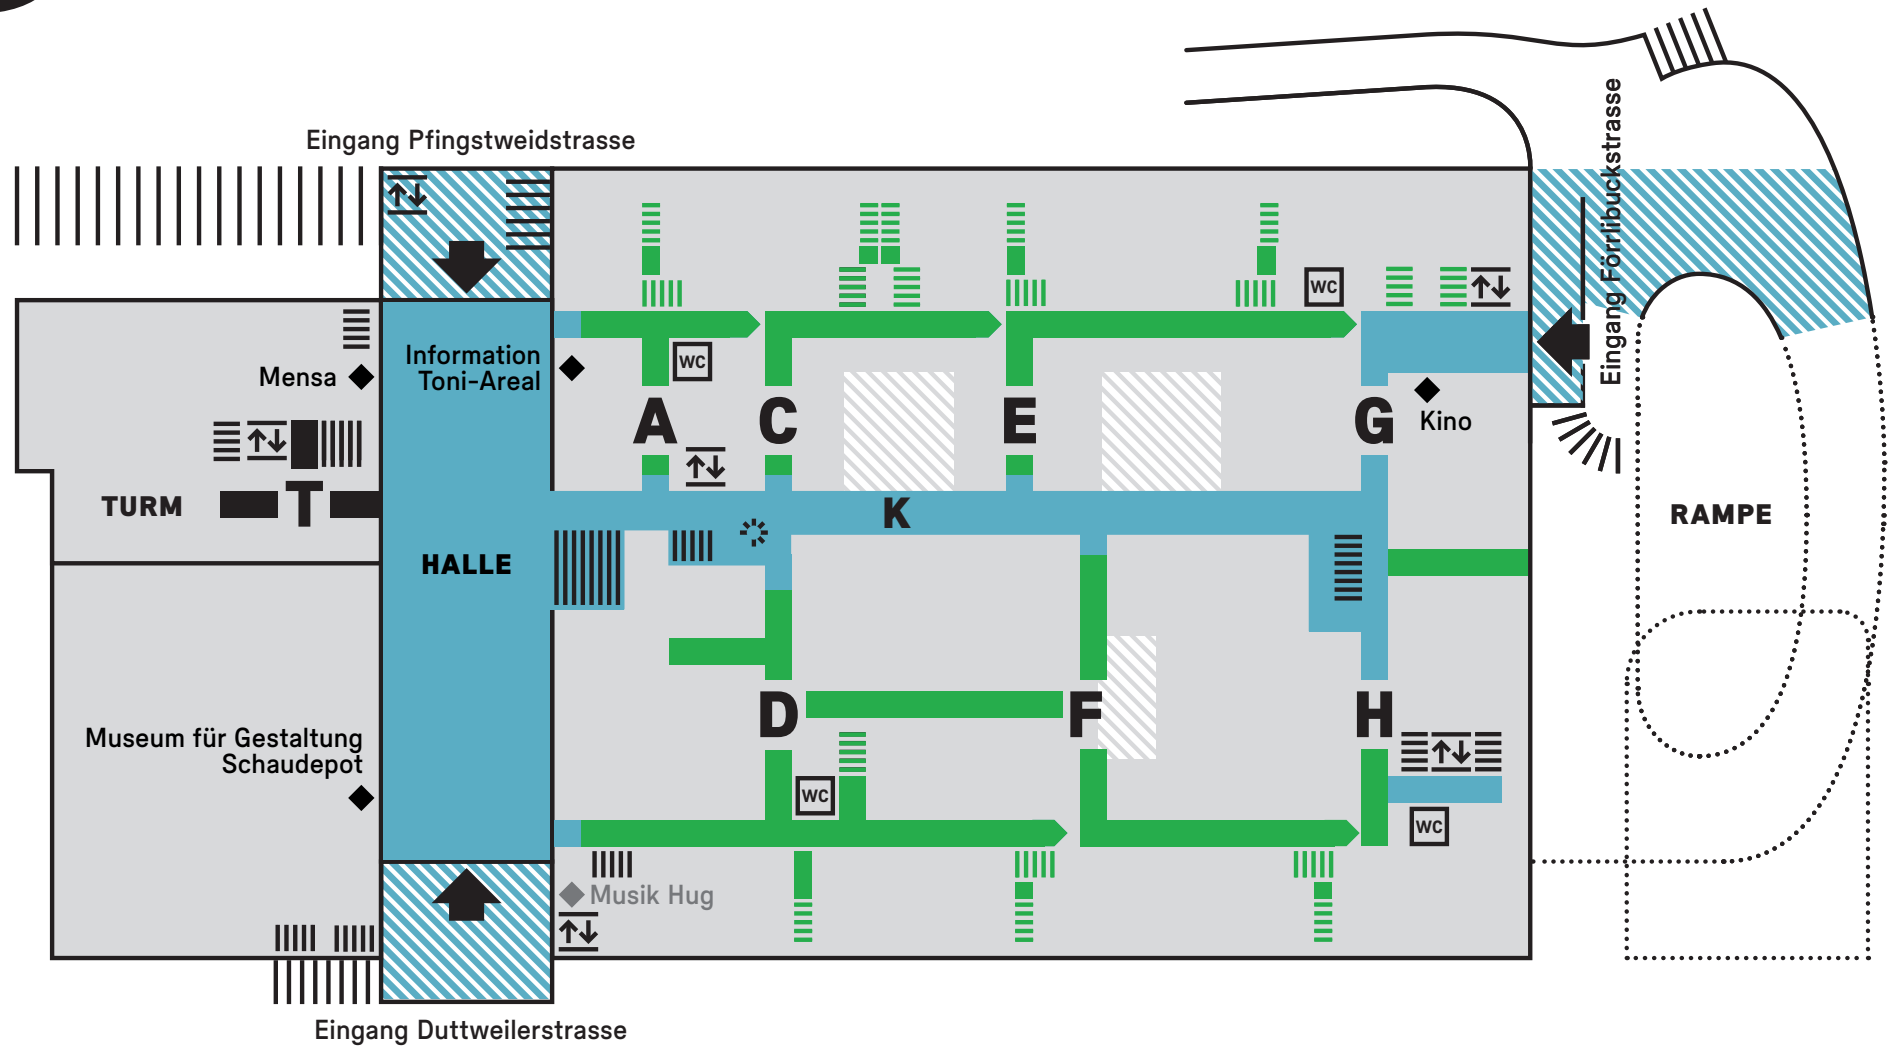 Eingang Pfingstweidstrasse
Eingang Förrlibuckstrasse
WC
Information
Toni-Areal
Mensa
WC
A
C
E
G
Kino
TURM
T
K
RAMPE
HALLE
D
F
H
Museum für Gestaltung
Schaudepot
WC
WC
Musik Hug
Eingang Duttweilerstrasse